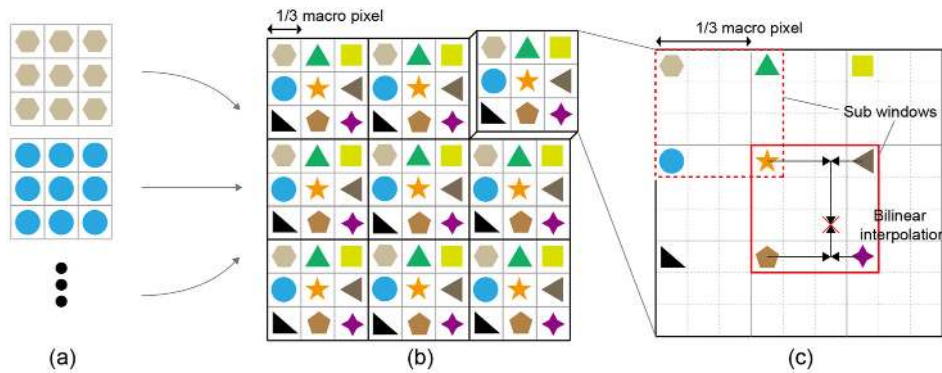 1/3 macro pixel
1/3 macro pixel
Sub windows
Bilinear
interpolation
(a)
(b)
(c)